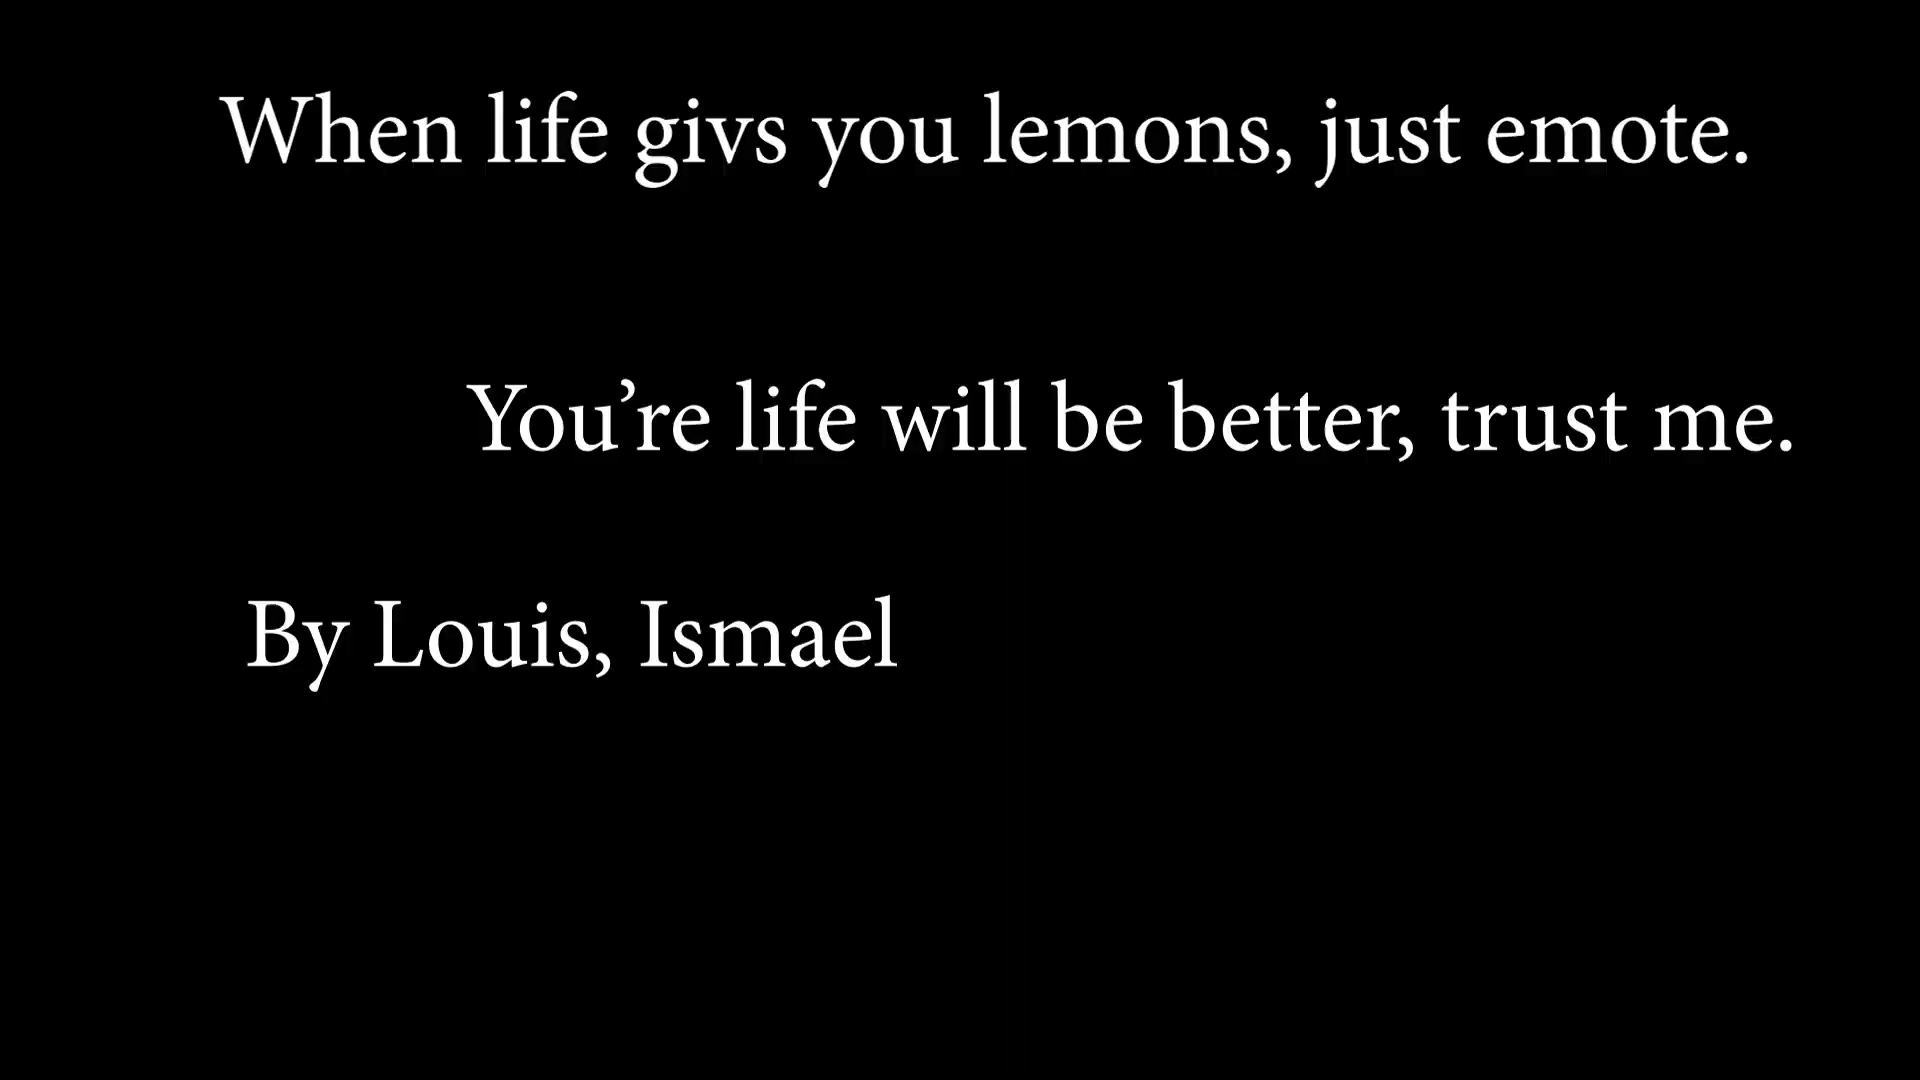 When life givs you lemons, just emote.
You’re life will be better, trust me.
By Louis, Ismael